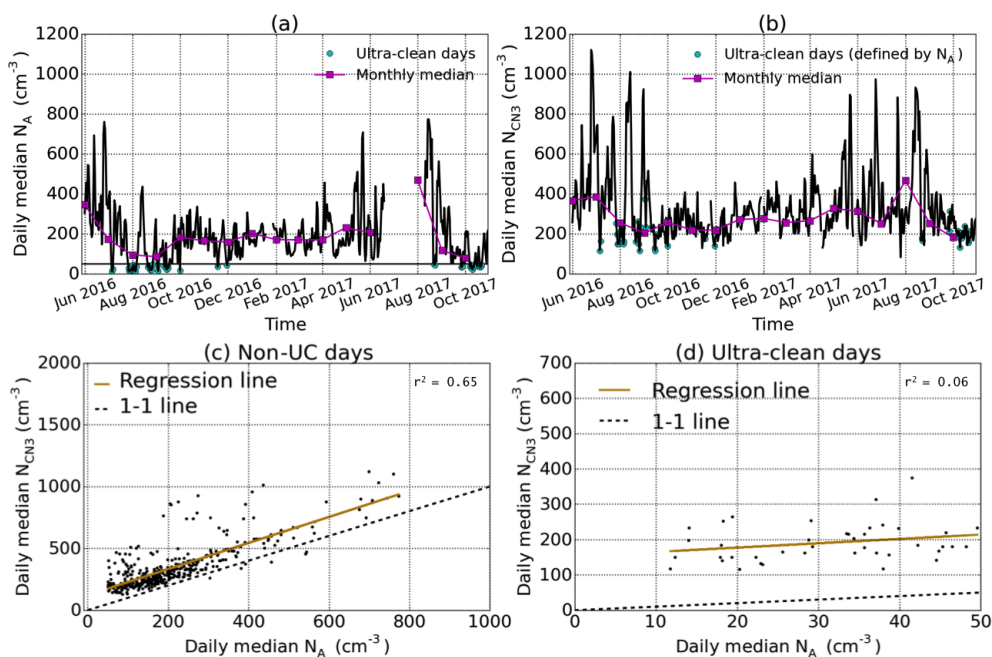 (a)
1200
1000
800
600
400
200
0
Daily median N_A (cm⁻³)
Ultra-clean days
Monthly median
Jun 2016
Aug 2016
Oct 2016
Dec 2016
Feb 2017
Apr 2017
Jun 2017
Aug 2017
Oct 2017
Time
(b)
1200
1000
800
600
400
200
0
Daily median N_CN3 (cm⁻³)
Ultra-clean days (defined by N_A )
Monthly median
Jun 2016
Aug 2016
Oct 2016
Dec 2016
Feb 2017
Apr 2017
Jun 2017
Aug 2017
Oct 2017
Time
(c) Non-UC days
2000
1500
1000
500
0
Daily median N_CN3 (cm⁻³)
Regression line
1-1 line
r² = 0.65
0 200 400 600 800 1000
Daily median N_A (cm⁻³)
(d) Ultra-clean days
700
600
500
400
300
200
100
0
Daily median N_CN3 (cm⁻³)
Regression line
1-1 line
r² = 0.06
0 10 20 30 40 50
Daily median N_A (cm⁻³)